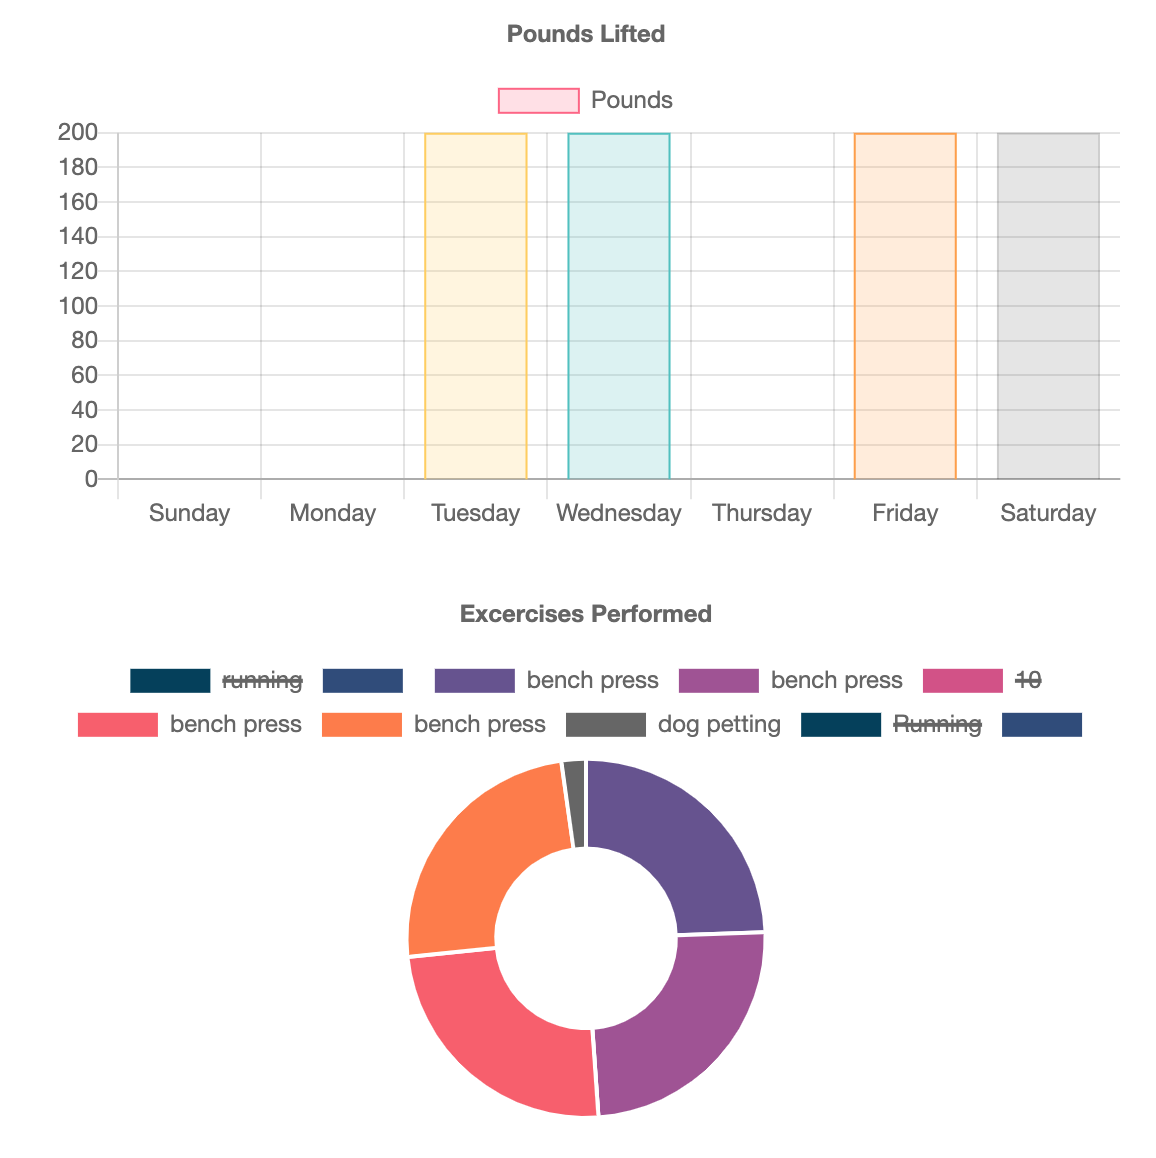 Pounds Lifted
Pounds
200
180
160
140
120
100
80
60
40
20
0
Sunday Monday Tuesday Wednesday Thursday Friday Saturday
Excercises Performed
running bench press bench press 10
bench press bench press dog petting Running